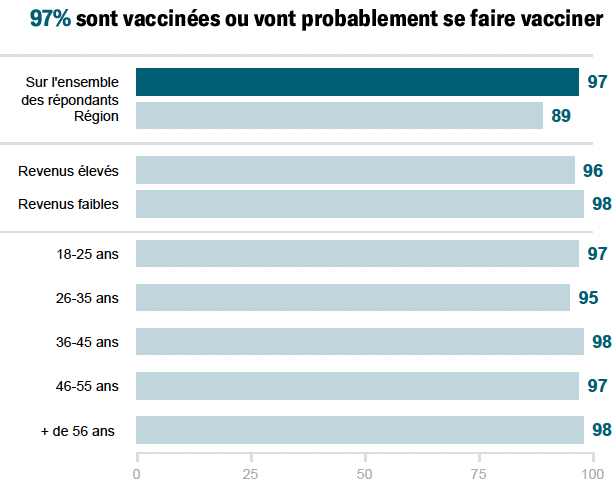 97% sont vaccinées ou vont probablement se faire vacciner
Sur l'ensemble
des répondants
97
Région
89
Revenus élevés
96
Revenus faibles
98
18-25 ans
97
26-35 ans
95
36-45 ans
98
46-55 ans
97
+ de 56 ans
98
0 25 50 75 100